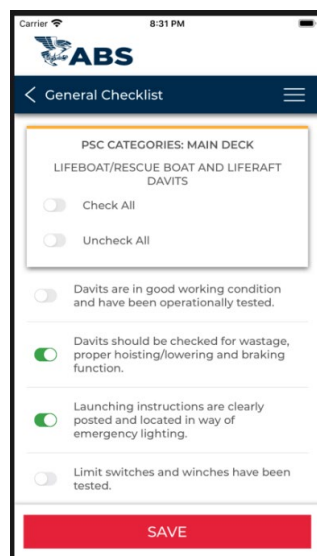 Carrier 8:31 PM
ABS
General Checklist
PSC CATEGORIES: MAIN DECK
LIFEBOAT/RESCUE BOAT AND LIFERAFT
DAVITS
Check All
Uncheck All
Davits are in good working condition
and have been operationally tested.
Davits should be checked for wastage,
proper hoisting/lowering and braking
function.
Launching instructions are clearly
posted and located in way of
emergency lighting.
Limit switches and winches have been
tested.
SAVE